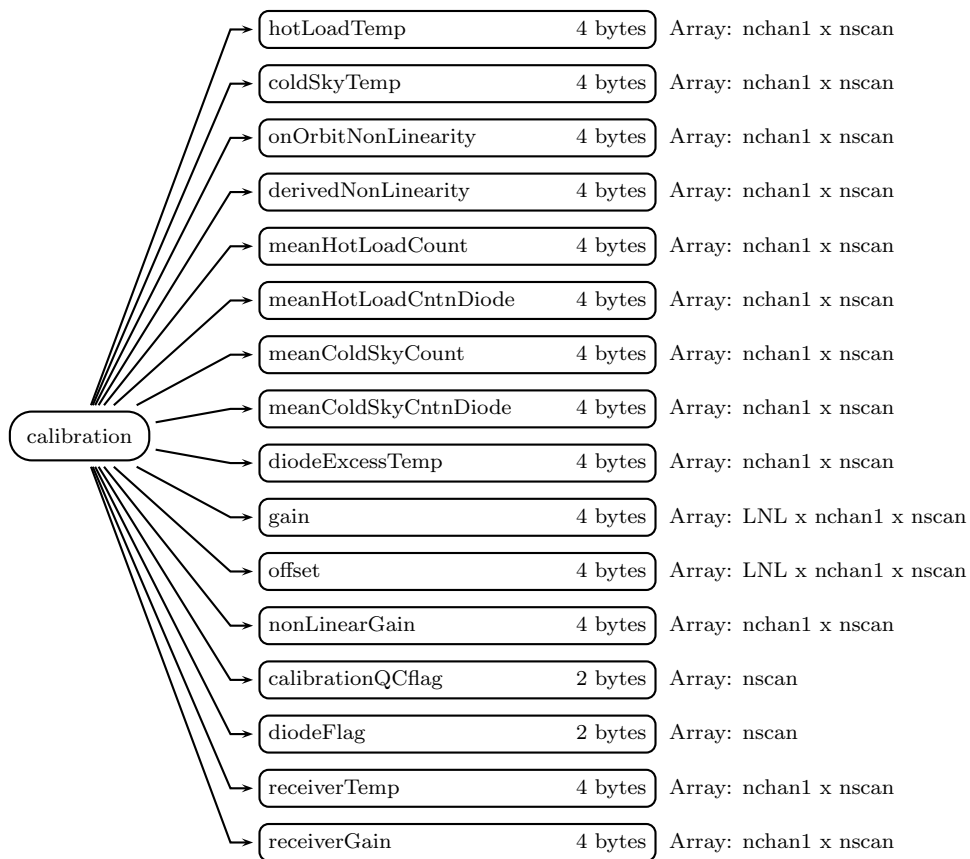 hotLoadTemp 4 bytes Array: nchan1 x nscan
coldSkyTemp 4 bytes Array: nchan1 x nscan
onOrbitNonLinearity 4 bytes Array: nchan1 x nscan
derivedNonLinearity 4 bytes Array: nchan1 x nscan
meanHotLoadCount 4 bytes Array: nchan1 x nscan
meanHotLoadCntnDiode 4 bytes Array: nchan1 x nscan
meanColdSkyCount 4 bytes Array: nchan1 x nscan
meanColdSkyCntnDiode 4 bytes Array: nchan1 x nscan
calibration
diodeExcessTemp 4 bytes Array: nchan1 x nscan
gain 4 bytes Array: LNL x nchan1 x nscan
offset 4 bytes Array: LNL x nchan1 x nscan
nonLinearGain 4 bytes Array: nchan1 x nscan
calibrationQCflag 2 bytes Array: nscan
diodeFlag 2 bytes Array: nscan
receiverTemp 4 bytes Array: nchan1 x nscan
receiverGain 4 bytes Array: nchan1 x nscan